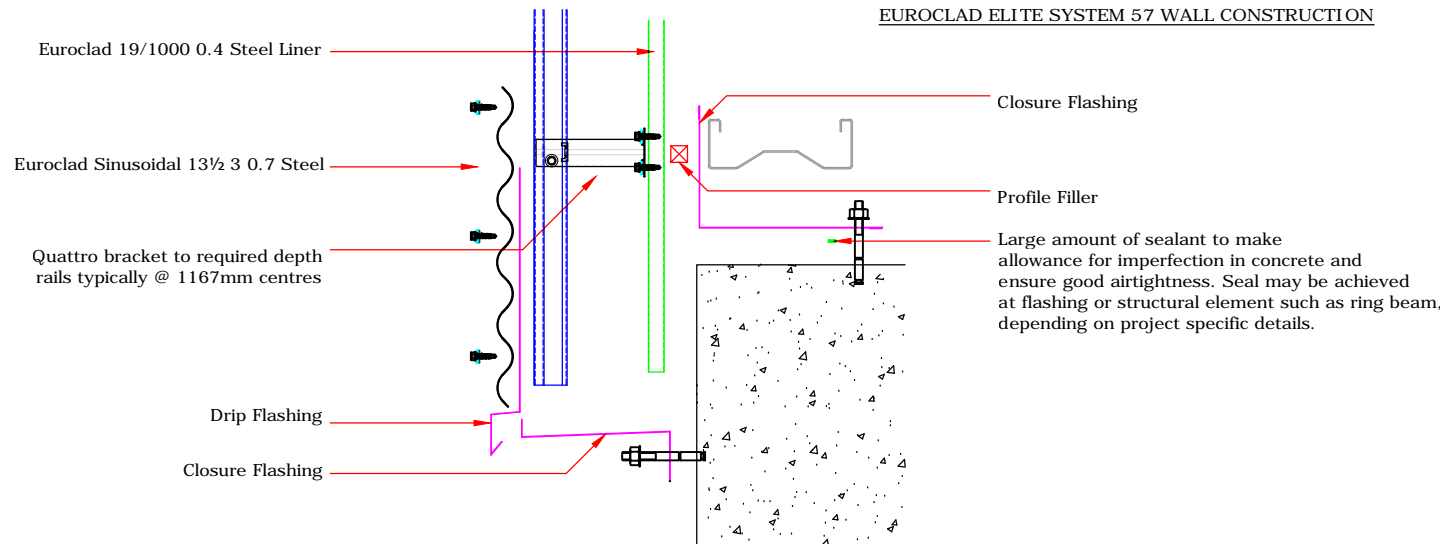 EUROCLAD ELITE SYSTEM 57 WALL CONSTRUCTION
Euroclad 19/1000 0.4 Steel Liner
Euroclad Sinusoidal 13½ 3 0.7 Steel
Quattro bracket to required depth
rails typically @ 1167mm centres
Drip Flashing
Closure Flashing
Closure Flashing
Profile Filler
Large amount of sealant to make
allowance for imperfection in concrete and
ensure good airtightness. Seal may be achieved
at flashing or structural element such as ring beam,
depending on project specific details.